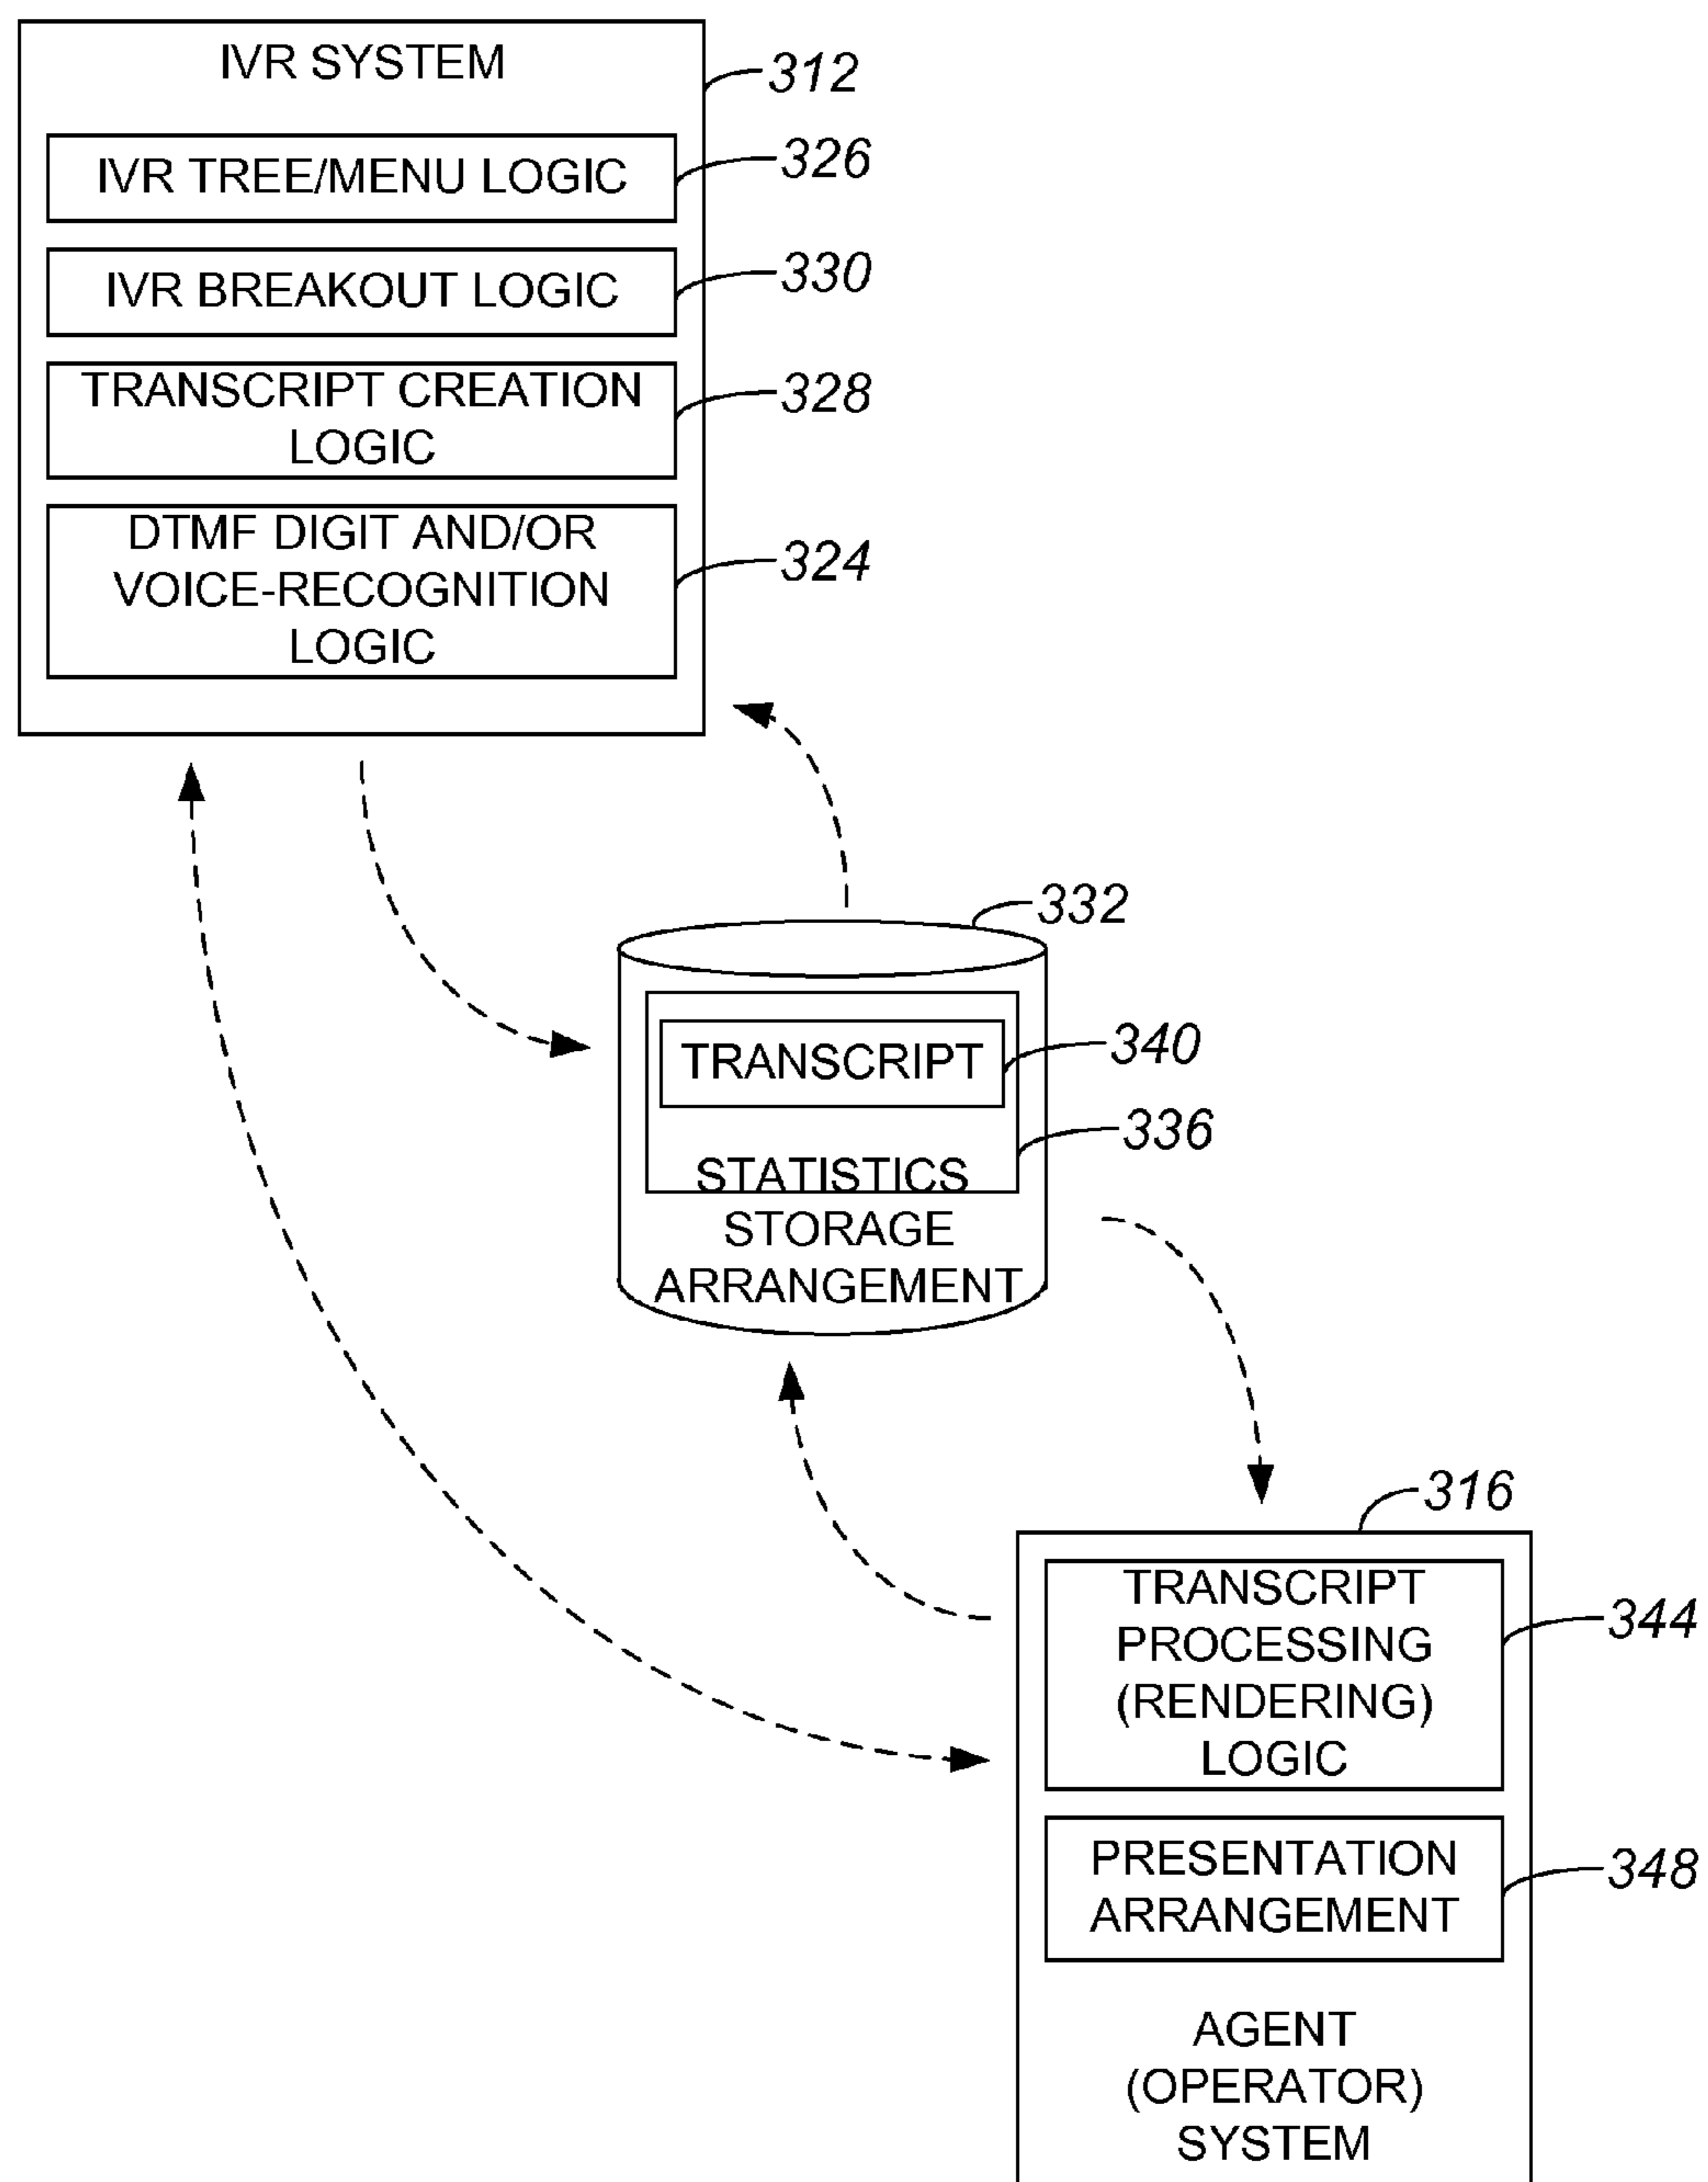 IVR SYSTEM
312
IVR TREE/MENU LOGIC
326
IVR BREAKOUT LOGIC
330
TRANSCRIPT CREATION
LOGIC
328
DTMF DIGIT AND/OR
VOICE-RECOGNITION
LOGIC
324
332
TRANSCRIPT
340
336
STATISTICS
STORAGE
ARRANGEMENT
316
TRANSCRIPT
PROCESSING
(RENDERING)
LOGIC
344
PRESENTATION
ARRANGEMENT
348
AGENT
(OPERATOR)
SYSTEM